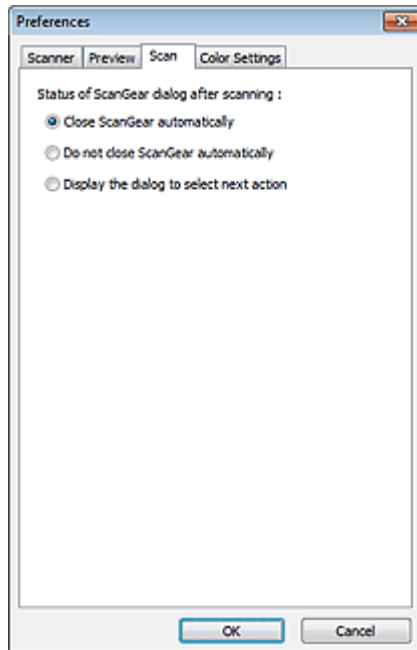 Preferences
Scanner Preview Scan Color Settings
Status of ScanGear dialog after scanning :
Close ScanGear automatically
Do not close ScanGear automatically
Display the dialog to select next action
OK Cancel